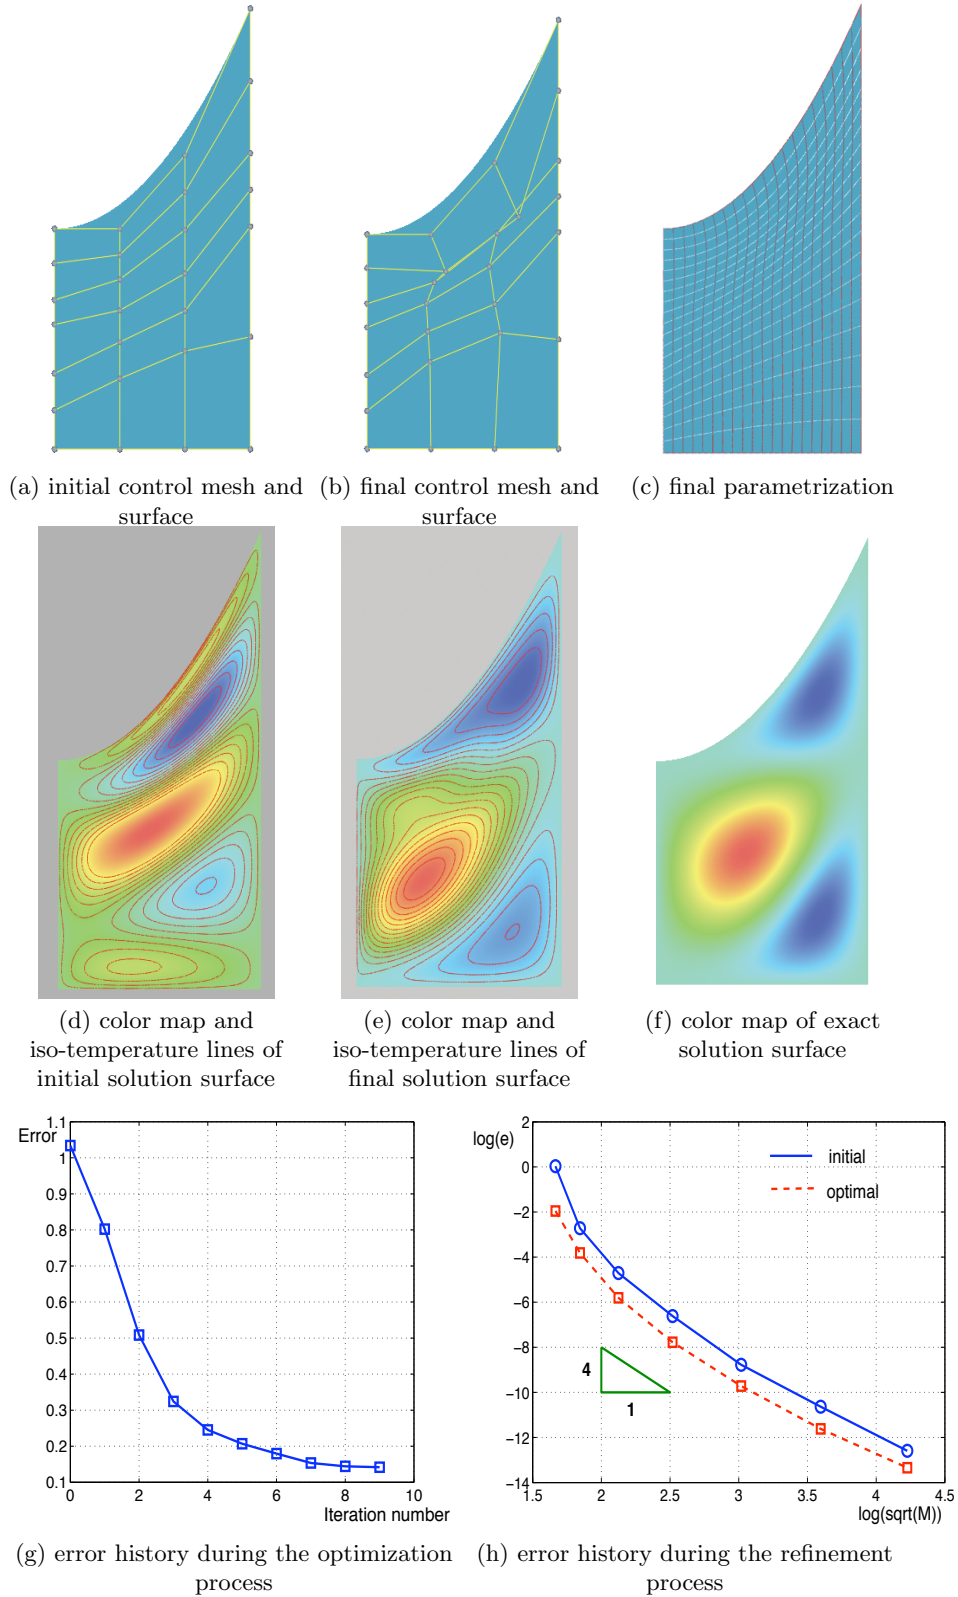 (a) initial control mesh and
surface
(b) final control mesh and
surface
(c) final parametrization
(d) color map and
iso-temperature lines of
initial solution surface
(e) color map and
iso-temperature lines of
final solution surface
(f) color map of exact
solution surface
Error
1.1
1
0.9
0.8
0.7
0.6
0.5
0.4
0.3
0.2
0.1
0 2 4 6 8 10
Iteration number
(g) error history during the optimization
process
log(e)
2
0
−2
−4
−6
−8
−10
−12
−14
initial
optimal
4
1
1.5 2 2.5 3 3.5 4 4.5
log(sqrt(M))
(h) error history during the refinement
process